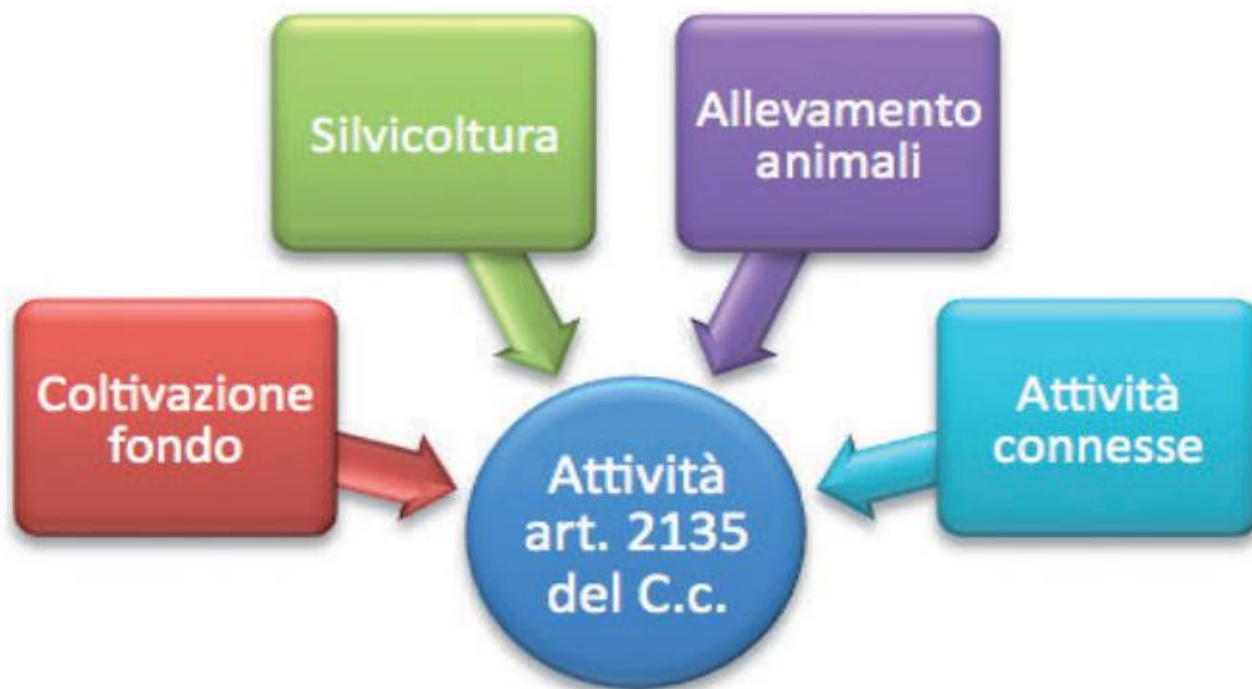 Silvicoltura
Allevamento
animali
Coltivazione
fondo
Attività
connesse
Attività
art. 2135
del C.c.